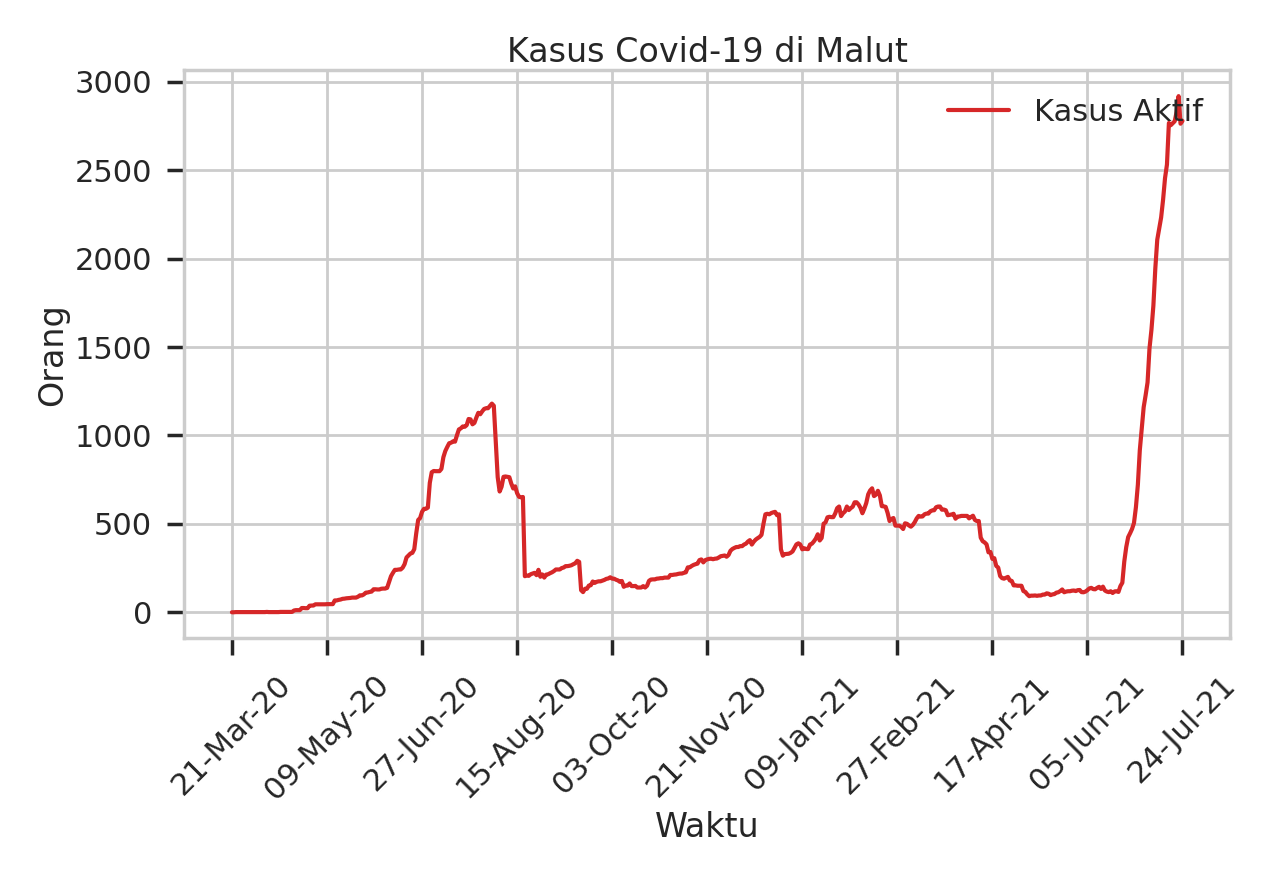 Kasus Covid-19 di Malut
Kasus Aktif
3000
2500
2000
1500
1000
500
0
Orang
21-Mar-20
09-May-20
27-Jun-20
15-Aug-20
03-Oct-20
21-Nov-20
09-Jan-21
27-Feb-21
17-Apr-21
05-Jun-21
24-Jul-21
Waktu